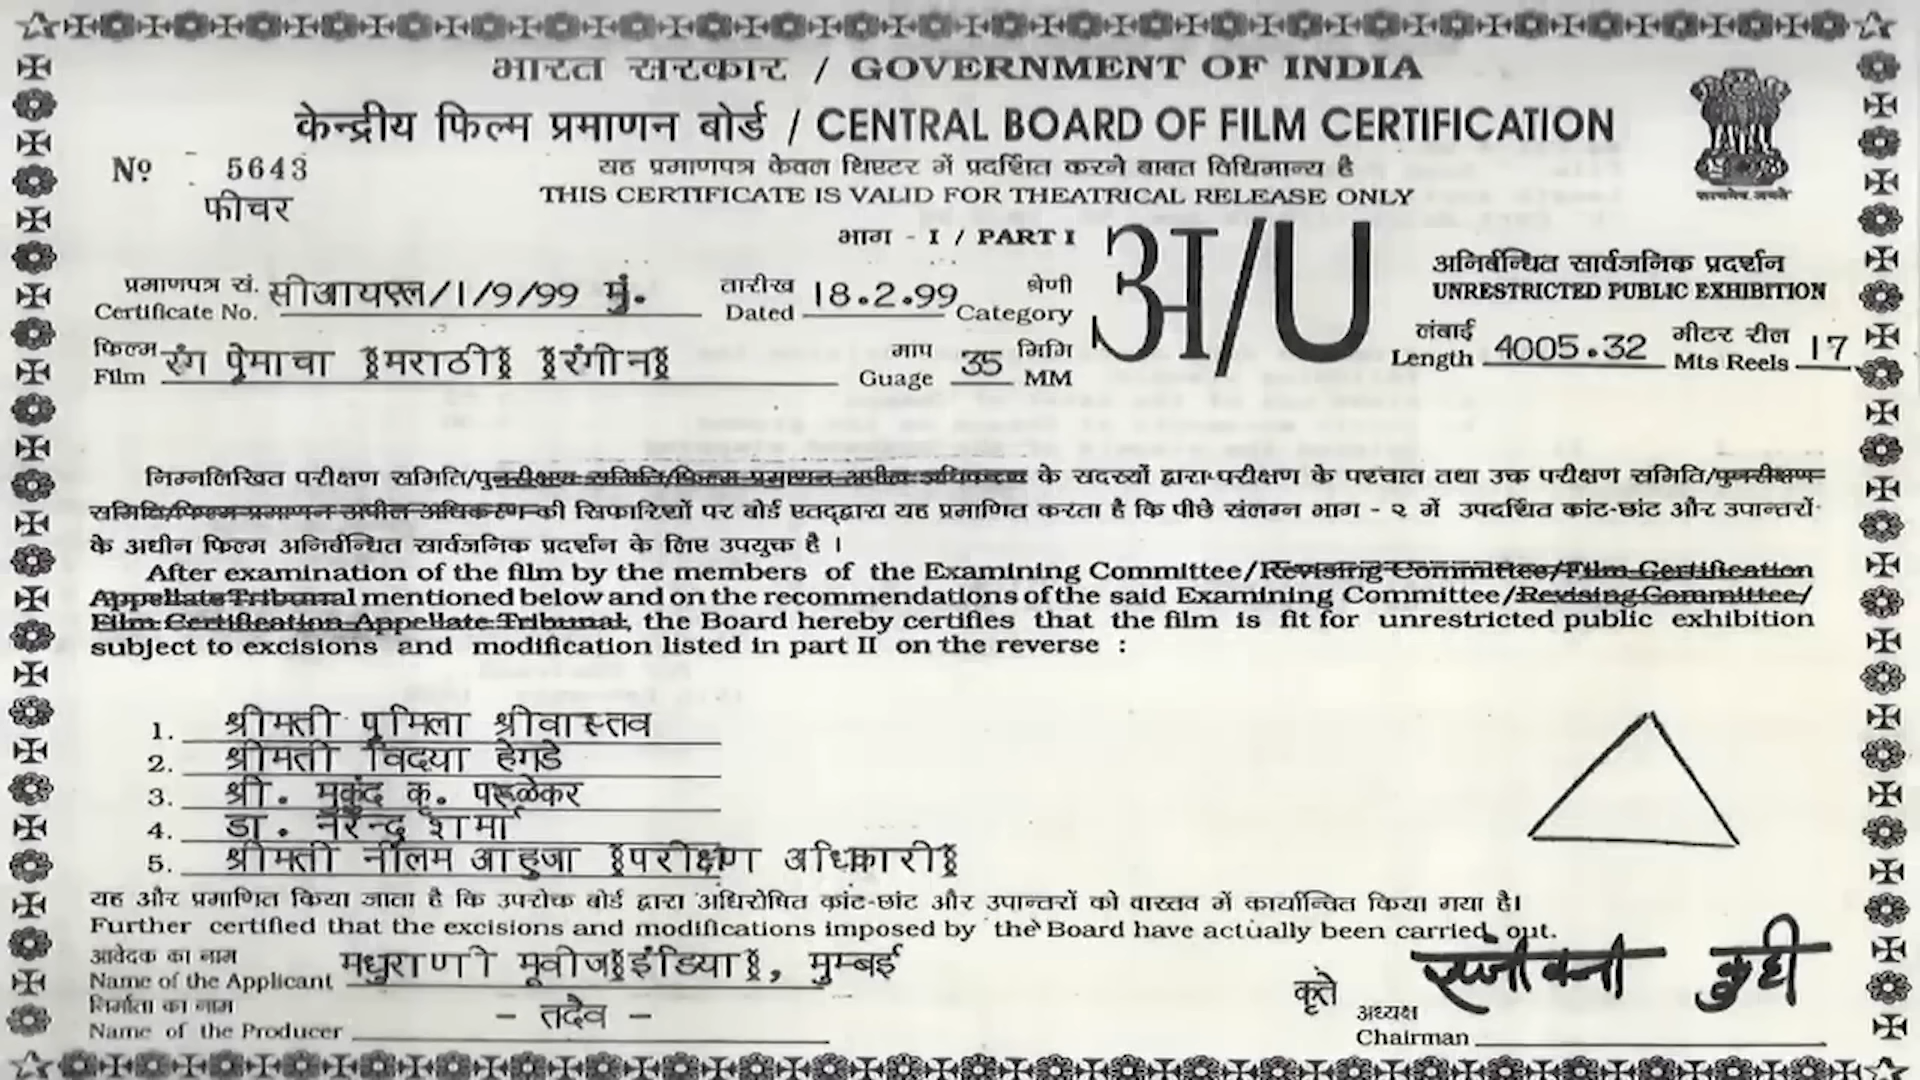 भारत सरकार / GOVERNMENT OF INDIA
केन्द्रीय फिल्म प्रमाणन बोर्ड / CENTRAL BOARD OF FILM CERTIFICATION
Nº 5643
यह प्रमाणपत्र केवल थिएटर में प्रदर्शित करने बाबत विधिमान्य है
THIS CERTIFICATE IS VALID FOR THEATRICAL RELEASE ONLY
फीचर
भाग - I / PART I
अ/U
अनिर्बन्धित सार्वजनिक प्रदर्शन
UNRESTRICTED PUBLIC EXHIBITION
प्रमाणपत्र सं. सीआयएल/1/9/99 मुं. तारीख 18.2.99 श्रेणी
Certificate No. Dated Category
लंबाई 4005.32 मीटर रील 17
Length Mts Reels
फिल्म रंग प्रेमाचा (मराठी) (रंगीन) माप 35 मिमि
Film Guage MM
निम्नलिखित परीक्षण समिति/पुनरीक्षण समिति/फिल्म प्रमाणन अपील अधिकरण के सदस्यों द्वारा परीक्षण के पश्चात तथा उक्त परीक्षण समिति/पुनरीक्षण
समिति/फिल्म प्रमाणन अपील अधिकरण की सिफारिशों पर बोर्ड एतद्द्वारा यह प्रमाणित करता है कि पीछे संलग्न भाग - २ में उपदर्शित कांट-छांट और उपान्तरों
के अधीन फिल्म अनिर्बन्धित सार्वजनिक प्रदर्शन के लिए उपयुक्त है ।
After examination of the film by the members of the Examining Committee/Revising Committee/Film Certification
Appellate Tribunal mentioned below and on the recommendations of the said Examining Committee/Revising Committee/
Film Certification Appellate Tribunal, the Board hereby certifies that the film is fit for unrestricted public exhibition
subject to excisions and modification listed in part II on the reverse :
1. श्रीमती प्रमिला श्रीवास्तव
2. श्रीमती विदया हेगडे
3. श्री. मुकुंद कृ. परूळेकर
4. डा. नरेन्द्र शर्मा
5. श्रीमती नीलम आहुजा (परीक्षण अधिकारी)
यह और प्रमाणित किया जाता है कि उपरोक्त बोर्ड द्वारा अधिरोपित कांट-छांट और उपान्तरों को वास्तव में कार्यान्वित किया गया है।
Further certified that the excisions and modifications imposed by the Board have actually been carried out.
आवेदक का नाम मधुराणी मूवीज(इंडिया), मुम्बई
Name of the Applicant
निर्माता का नाम - तदैव -
Name of the Producer
कृते
अध्यक्ष
Chairman